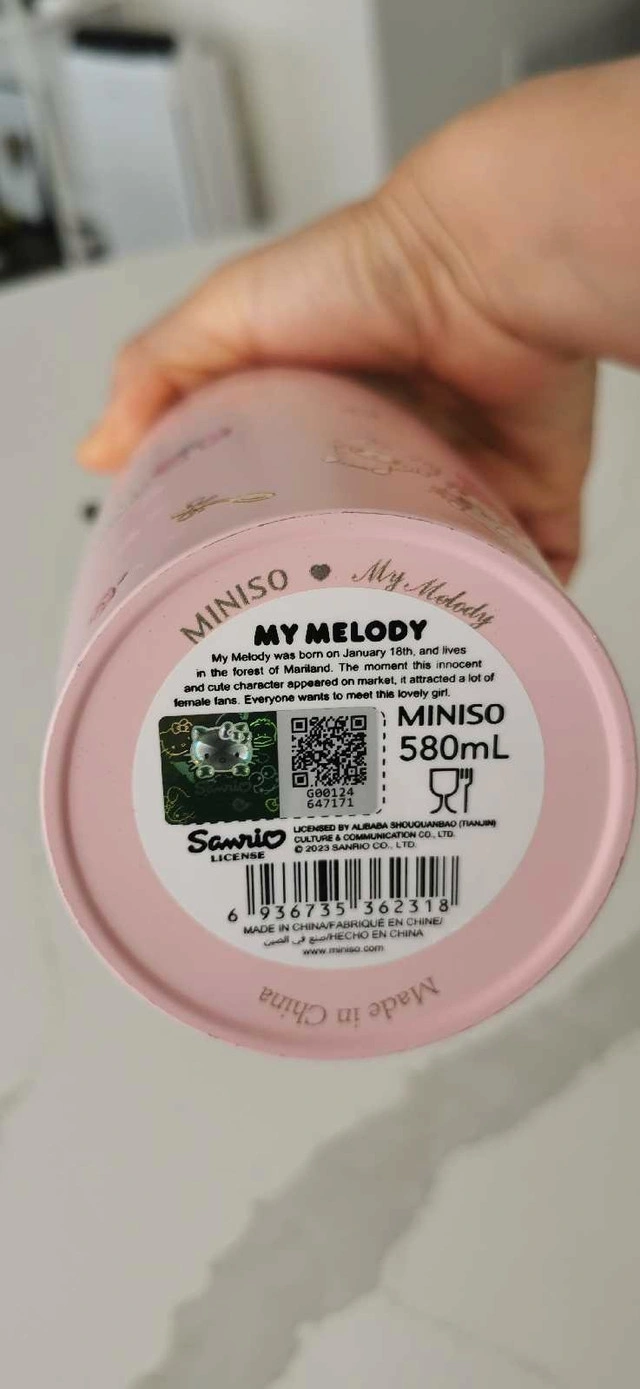 MINISO ♥ My Melody
MY MELODY
My Melody was born on January 18th, and lives
in the forest of Mariland. The moment this innocent
and cute character appeared on market, it attracted a lot of
female fans. Everyone wants to meet this lovely girl.
MINISO
580mL
G00124
647171
Sanrio
LICENSE
LICENSED BY ALIBABA SHOUQUANBAO (TIANJIN)
CULTURE & COMMUNICATION CO., LTD.
© 2023 SANRIO CO., LTD.
6 936735 362318
MADE IN CHINA/FABRIQUÉ EN CHINE/
صنع في الصين/HECHO EN CHINA
www.miniso.com
Made in China